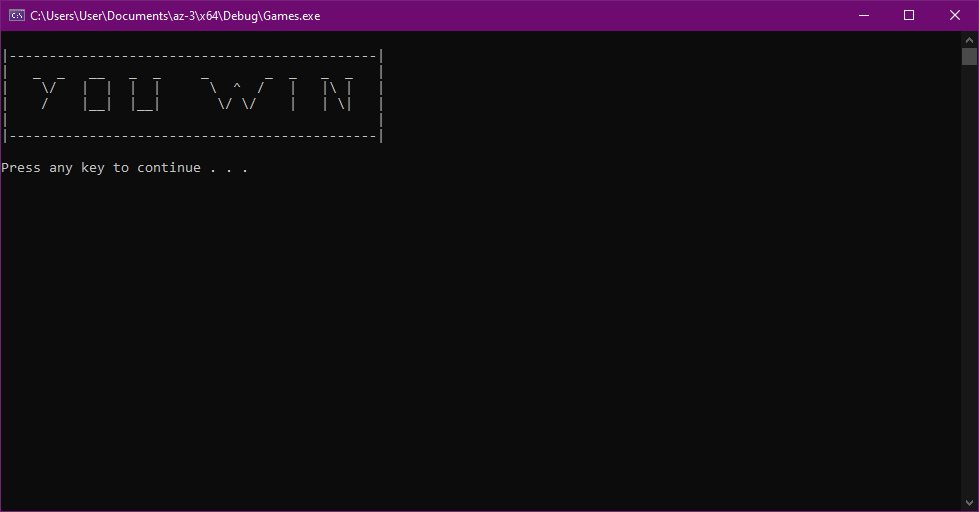 C:\Users\User\Documents\az-3\x64\Debug\Games.exe
YOU WIN
Press any key to continue . . .